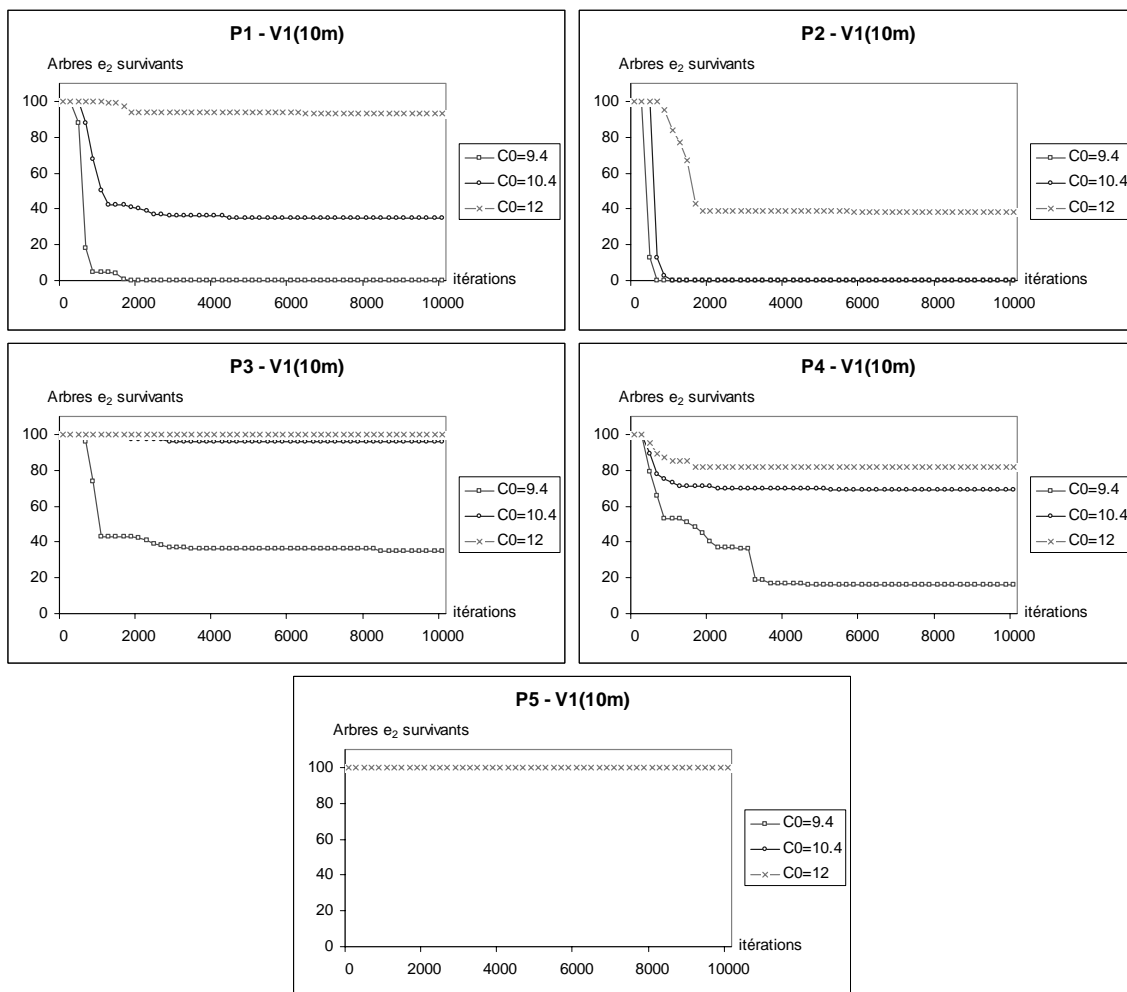 P1 - V1(10m)
Arbres e₂ survivants
100
80
60
40
20
0
0 2000 4000 6000 8000 10000
itérations
C0=9.4
C0=10.4
C0=12
P2 - V1(10m)
Arbres e₂ survivants
100
80
60
40
20
0
0 2000 4000 6000 8000 10000
itérations
C0=9.4
C0=10.4
C0=12
P3 - V1(10m)
Arbres e₂ survivants
100
80
60
40
20
0
0 2000 4000 6000 8000 10000
itérations
C0=9.4
C0=10.4
C0=12
P4 - V1(10m)
Arbres e₂ survivants
100
80
60
40
20
0
0 2000 4000 6000 8000 10000
itérations
C0=9.4
C0=10.4
C0=12
P5 - V1(10m)
Arbres e₂ survivants
100
80
60
40
20
0
0 2000 4000 6000 8000 10000
itérations
C0=9.4
C0=10.4
C0=12